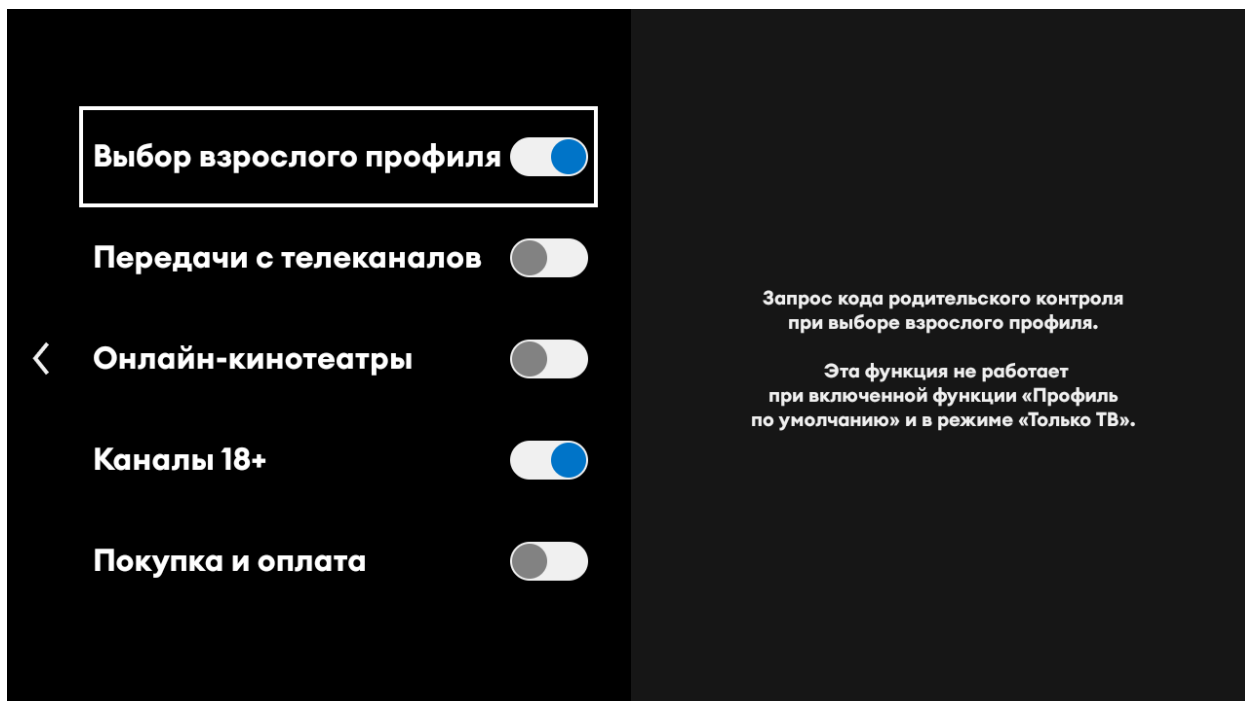 Выбор взрослого профиля
Передачи с телеканалов
Онлайн-кинотеатры
Каналы 18+
Покупка и оплата
Запрос кода родительского контроля
при выборе взрослого профиля.
Эта функция не работает
при включенной функции «Профиль
по умолчанию» и в режиме «Только ТВ».